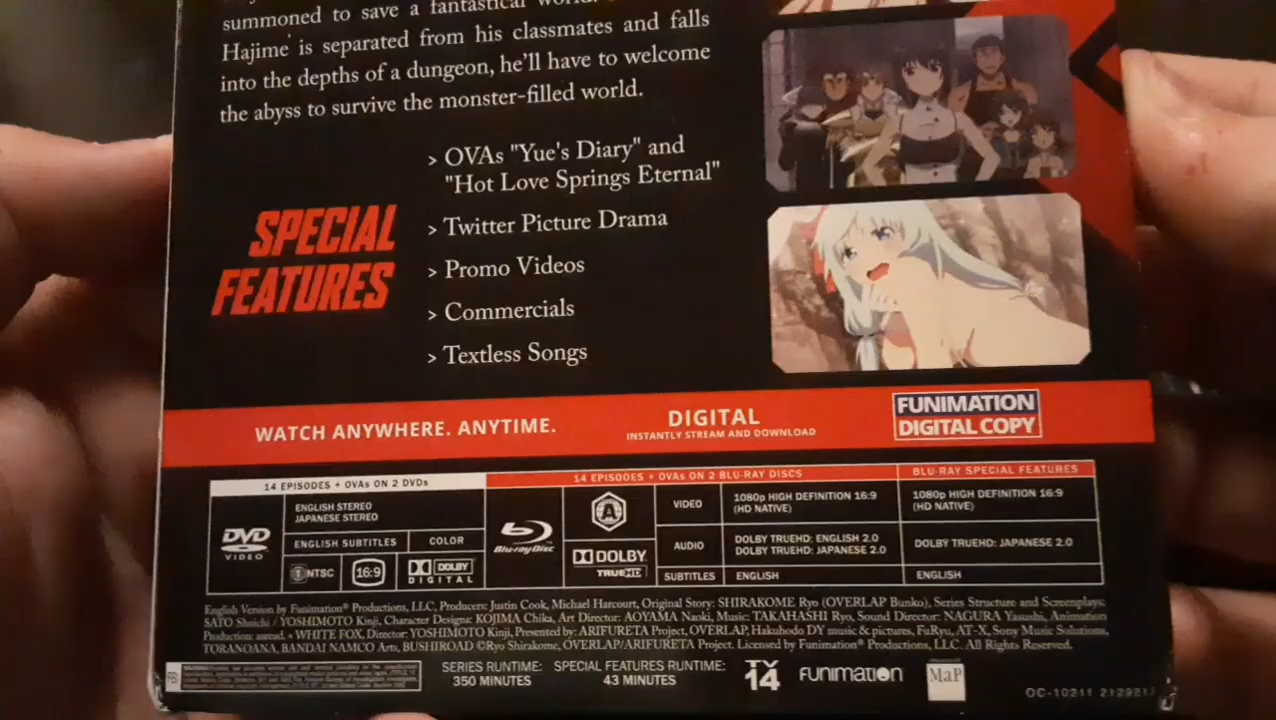 summoned to save a fantastical world.
Hajime is separated from his classmates and falls
into the depths of a dungeon, he'll have to welcome
the abyss to survive the monster-filled world.
SPECIAL
FEATURES
> OVAs "Yue's Diary" and
"Hot Love Springs Eternal"
> Twitter Picture Drama
> Promo Videos
> Commercials
> Textless Songs
WATCH ANYWHERE. ANYTIME.
DIGITAL
INSTANTLY STREAM AND DOWNLOAD
FUNIMATION
DIGITAL COPY
14 EPISODES + OVAs ON 2 DVDs
DVD
VIDEO
ENGLISH STEREO
JAPANESE STEREO
ENGLISH SUBTITLES
COLOR
1 NTSC
16:9
DOLBY
DIGITAL
14 EPISODES + OVAs ON 2 BLU-RAY DISCS
Blu-ray Disc
A
DOLBY
TRUEHD
VIDEO
1080p HIGH DEFINITION 16:9
(HD NATIVE)
AUDIO
DOLBY TRUEHD: ENGLISH 2.0
DOLBY TRUEHD: JAPANESE 2.0
SUBTITLES
ENGLISH
BLU-RAY SPECIAL FEATURES
1080p HIGH DEFINITION 16:9
(HD NATIVE)
DOLBY TRUEHD: JAPANESE 2.0
ENGLISH
English Version by Funimation® Productions, LLC, Producers: Justin Cook, Michael Harcourt, Original Story: SHIRAKOME Ryo (OVERLAP Bunko), Series Structure and Screenplays:
SATO Shoichi / YOSHIMOTO Kinji, Character Designs: KOJIMA Chika, Art Director: AOYAMA Naoki, Music: TAKAHASHI Ryo, Sound Director: NAGURA Yasushi, Animation
Production: asread. × WHITE FOX, Director: YOSHIMOTO Kinji, Presented by: ARIFURETA Project, OVERLAP, Hakuhodo DY music & pictures, FuRyu, AT-X, Sony Music Solutions,
TORANOANA, BANDAI NAMCO Arts, BUSHIROAD ©Ryo Shirakome, OVERLAP/ARIFURETA Project. Licensed by Funimation® Productions, LLC. All Rights Reserved.
SERIES RUNTIME:
350 MINUTES
SPECIAL FEATURES RUNTIME:
43 MINUTES
TV
14
FUNIMATION
MaP
OC-10211